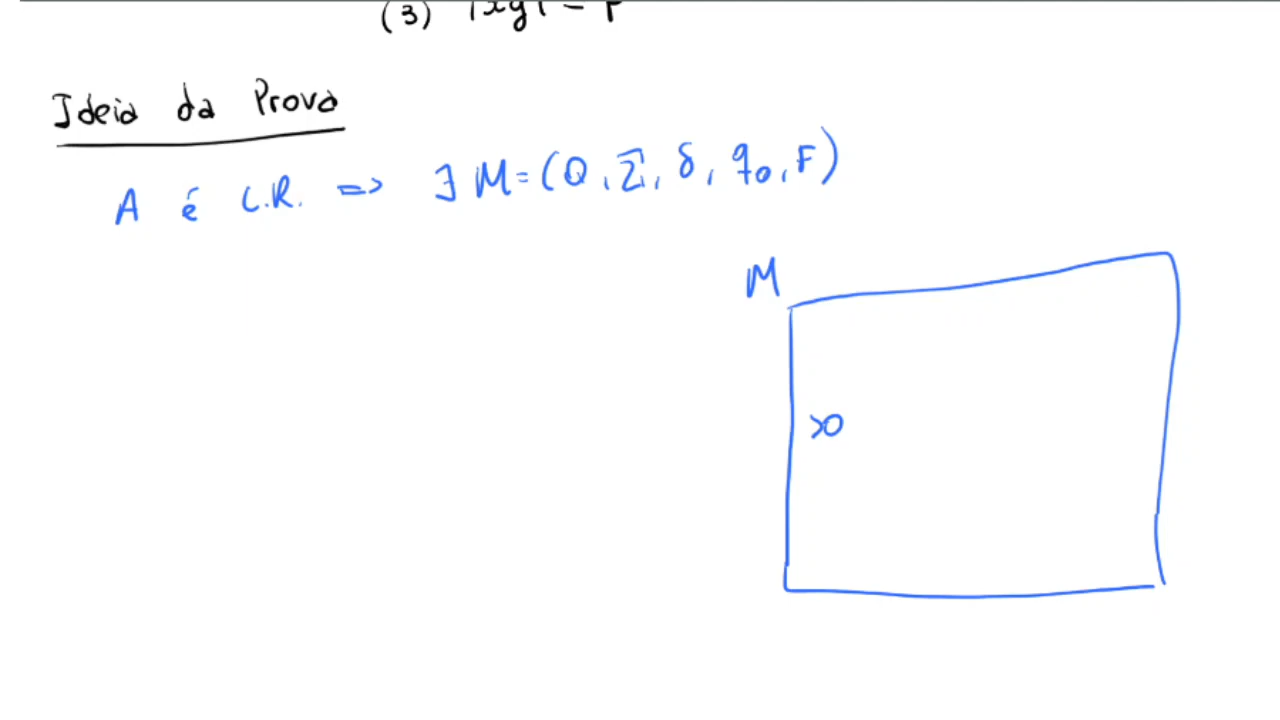 (3) |xy| ≤ p
Ideia da Prova
A é L.R. => ∃ M=(Q, Σ, δ, q₀, F)
M